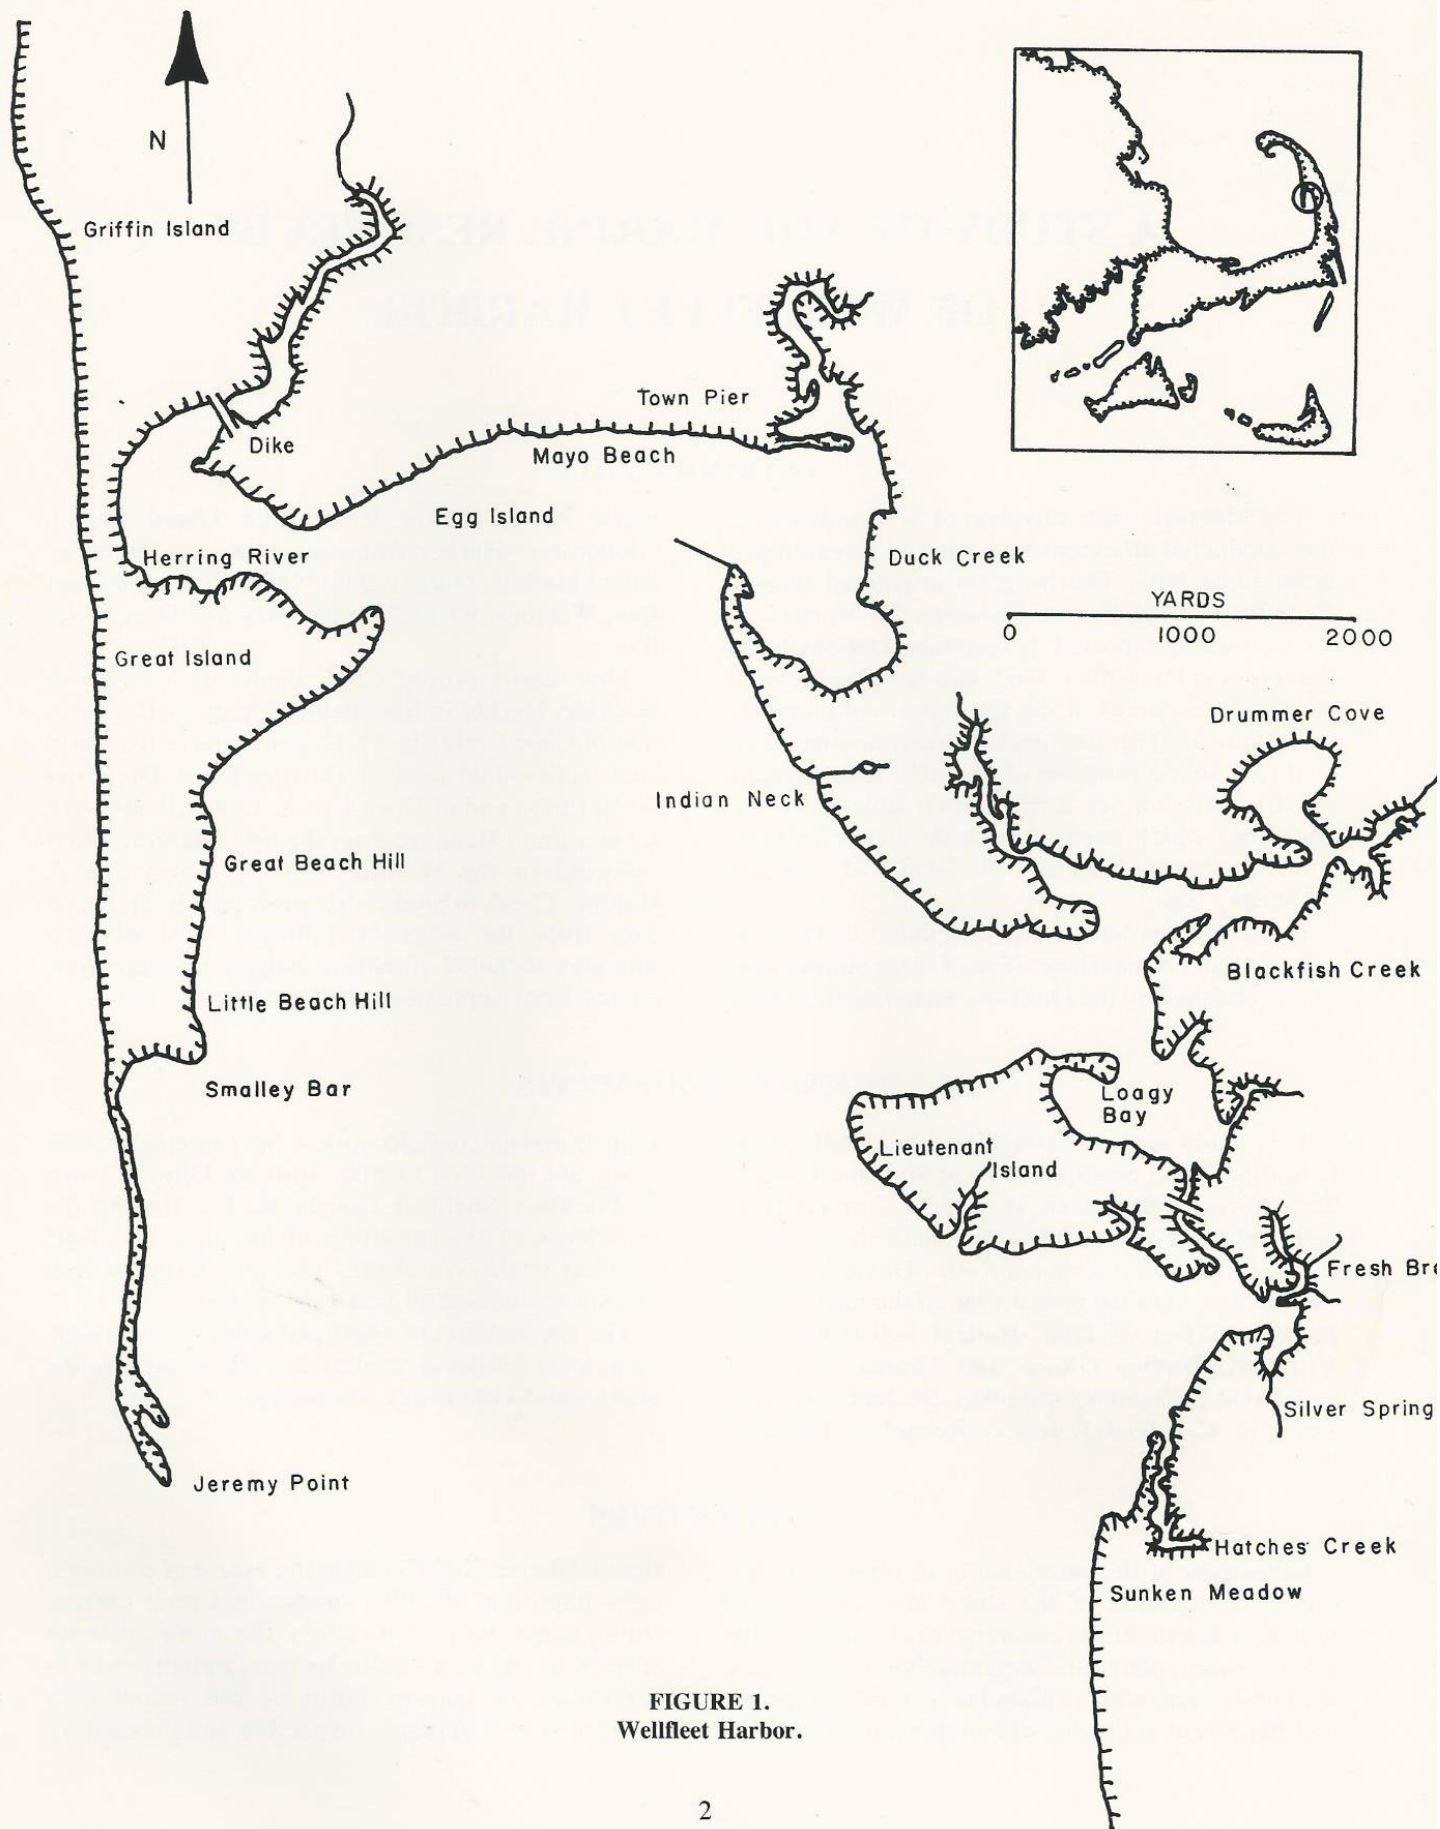 N
Griffin Island
Town Pier
Dike
Mayo Beach
Egg Island
Herring River
Duck Creek
YARDS
0 1000 2000
Great Island
Drummer Cove
Indian Neck
Great Beach Hill
Blackfish Creek
Little Beach Hill
Smalley Bar
Loagy
Bay
Lieutenant
Island
Fresh Bro
Silver Spring
Jeremy Point
Hatches Creek
Sunken Meadow
FIGURE 1.
Wellfleet Harbor.
2